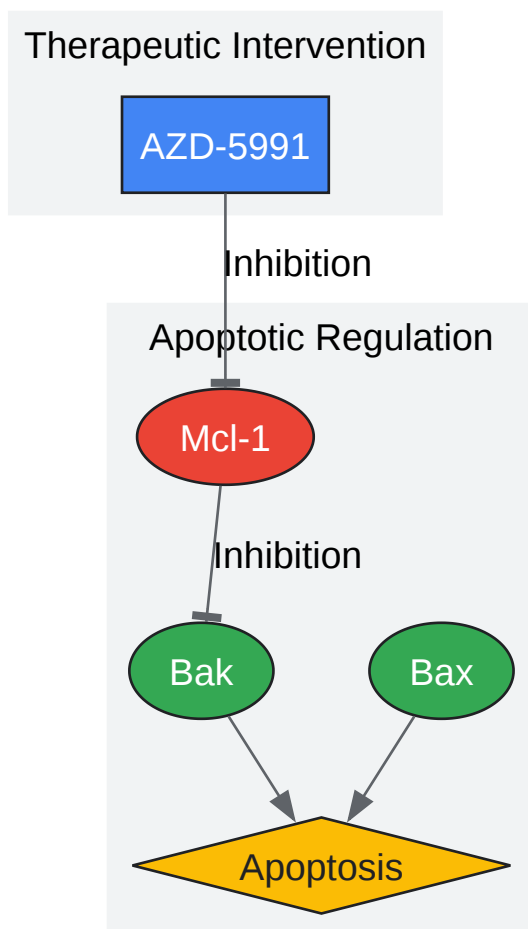 Therapeutic Intervention
AZD-5991
Inhibition
Apoptotic Regulation
Mcl-1
Inhibition
Bak
Bax
Apoptosis